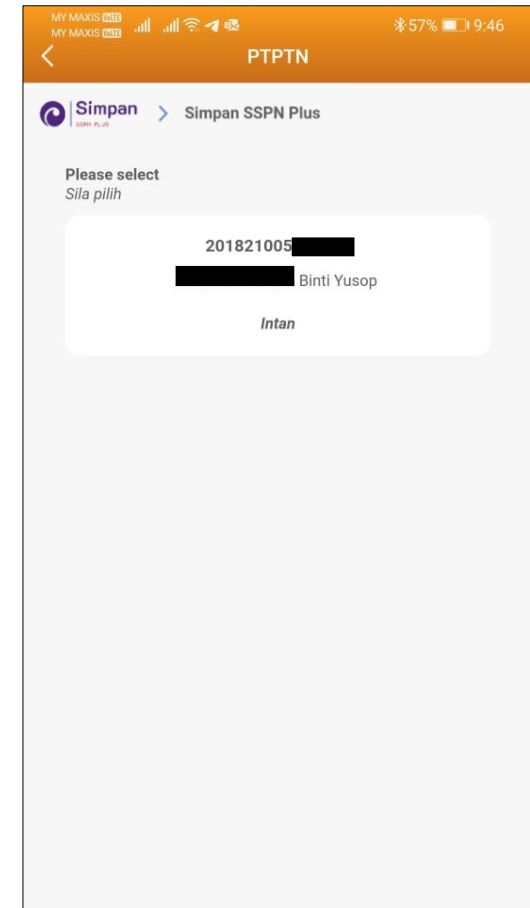 MY MAXIS VoLTE
MY MAXIS VoLTE
57% 9:46
PTPTN
Simpan
SSPN PLUS
Simpan SSPN Plus
Please select
Sila pilih
201821005
Binti Yusop
Intan